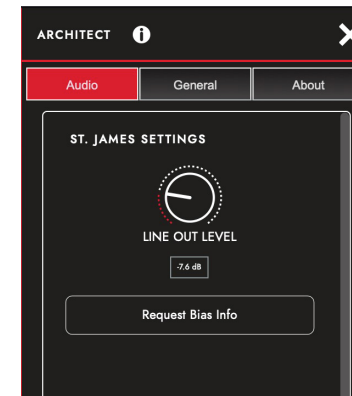 ARCHITECT i
Audio General About
ST. JAMES SETTINGS
LINE OUT LEVEL
-7.6 dB
Request Bias Info